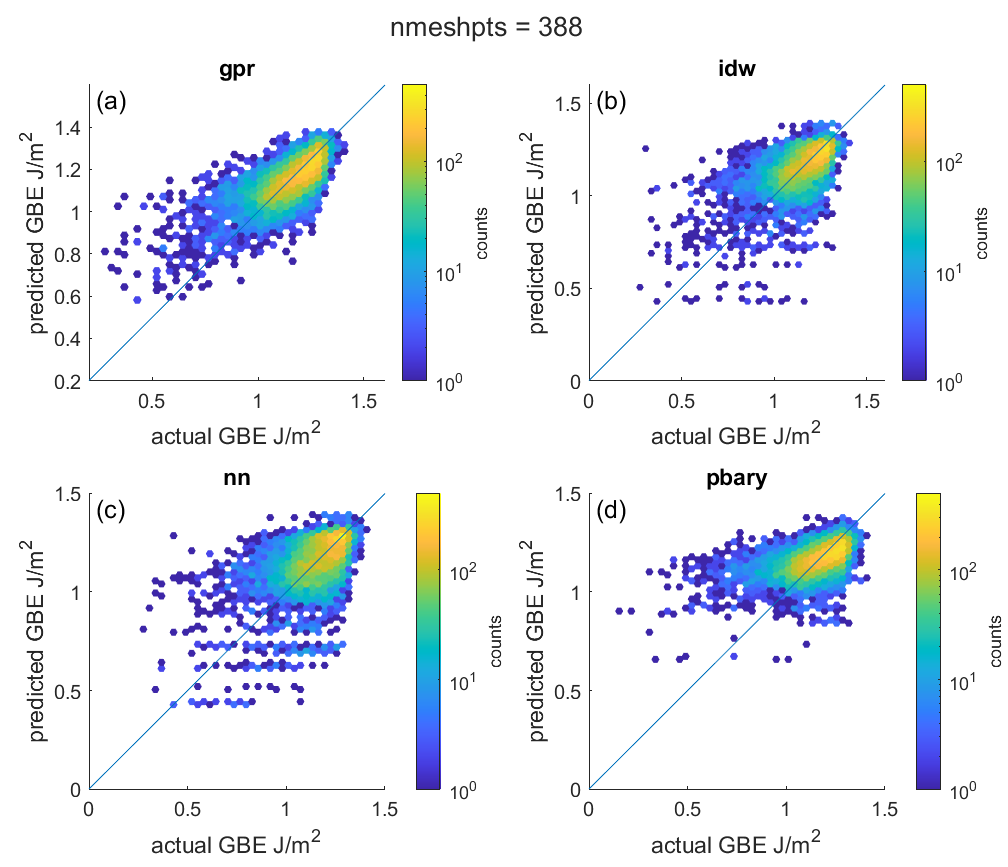 nmeshpts = 388
gpr
(a)
1.4
1.2
1
0.8
0.6
0.4
0.2
0.5
1
1.5
predicted GBE J/m²
actual GBE J/m²
10²
10¹
10⁰
counts
idw
(b)
1.5
1
0.5
0
0
0.5
1
1.5
predicted GBE J/m²
actual GBE J/m²
10²
10¹
10⁰
counts
nn
(c)
1.5
1
0.5
0
0
0.5
1
1.5
predicted GBE J/m²
actual GBE J/m²
10²
10¹
10⁰
counts
pbary
(d)
1.5
1
0.5
0
0
0.5
1
1.5
predicted GBE J/m²
actual GBE J/m²
10²
10¹
10⁰
counts